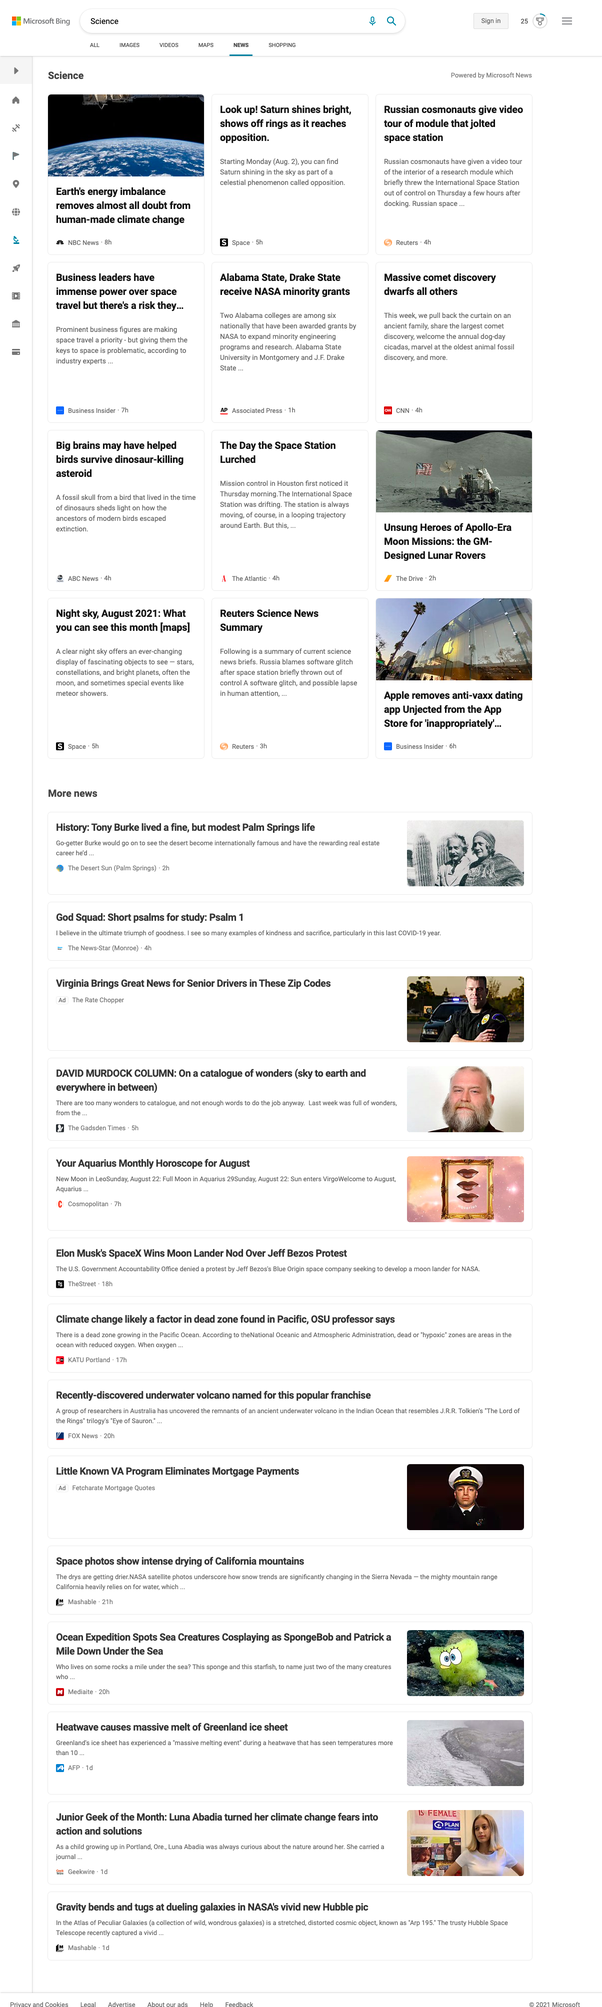 Microsoft Bing
Science
Sign in
25
ALL IMAGES VIDEOS MAPS NEWS SHOPPING
Science
Powered by Microsoft News
Earth's energy imbalance
removes almost all doubt from
human-made climate change
NBC News · 8h
Look up! Saturn shines bright,
shows off rings as it reaches
opposition.
Starting Monday (Aug. 2), you can find
Saturn shining in the sky as part of a
celestial phenomenon called opposition.
Space · 5h
Russian cosmonauts give video
tour of module that jolted
space station
Russian cosmonauts have given a video tour
of the interior of a research module which
briefly threw the International Space Station
out of control on Thursday a few hours after
docking. Russian space ...
Reuters · 4h
Business leaders have
immense power over space
travel but there's a risk they...
Prominent business figures are making
space travel a priority - but giving them the
keys to space is problematic, according to
industry experts ...
Business Insider · 7h
Alabama State, Drake State
receive NASA minority grants
Two Alabama colleges are among six
nationally that have been awarded grants by
NASA to expand minority engineering
programs and research. Alabama State
University in Montgomery and J.F. Drake
State ...
AP
Associated Press · 1h
Massive comet discovery
dwarfs all others
This week, we pull back the curtain on an
ancient family, share the largest comet
discovery, welcome the annual dog-day
cicadas, marvel at the oldest animal fossil
discovery, and more.
CNN · 4h
Big brains may have helped
birds survive dinosaur-killing
asteroid
A fossil skull from a bird that lived in the time
of dinosaurs sheds light on how the
ancestors of modern birds escaped
extinction.
ABC News · 4h
The Day the Space Station
Lurched
Mission control in Houston first noticed it
Thursday morning.The International Space
Station was drifting. The station is always
moving, of course, in a looping trajectory
around Earth. But this, ...
The Atlantic · 4h
Unsung Heroes of Apollo-Era
Moon Missions: the GM-
Designed Lunar Rovers
The Drive · 2h
Night sky, August 2021: What
you can see this month [maps]
A clear night sky offers an ever-changing
display of fascinating objects to see — stars,
constellations, and bright planets, often the
moon, and sometimes special events like
meteor showers.
Space · 5h
Reuters Science News
Summary
Following is a summary of current science
news briefs. Russia blames software glitch
after space station briefly thrown out of
control A software glitch, and possible lapse
in human attention, ...
Reuters · 3h
Apple removes anti-vaxx dating
app Unjected from the App
Store for 'inappropriately'...
Business Insider · 6h
More news
History: Tony Burke lived a fine, but modest Palm Springs life
Go-getter Burke would go on to see the desert become internationally famous and have the rewarding real estate
career he'd ...
The Desert Sun (Palm Springs) · 2h
God Squad: Short psalms for study: Psalm 1
I believe in the ultimate triumph of goodness. I see so many examples of kindness and sacrifice, particularly in this last COVID-19 year.
The News-Star (Monroe) · 4h
Virginia Brings Great News for Senior Drivers in These Zip Codes
Ad The Rate Chopper
DAVID MURDOCK COLUMN: On a catalogue of wonders (sky to earth and
everywhere in between)
There are too many wonders to catalogue, and not enough words to do the job anyway. Last week was full of wonders,
from the ...
The Gadsden Times · 5h
Your Aquarius Monthly Horoscope for August
New Moon in LeoSunday, August 22: Full Moon in Aquarius 29Sunday, August 22: Sun enters VirgoWelcome to August,
Aquarius ...
Cosmopolitan · 7h
Elon Musk's SpaceX Wins Moon Lander Nod Over Jeff Bezos Protest
The U.S. Government Accountability Office denied a protest by Jeff Bezos's Blue Origin space company seeking to develop a moon lander for NASA.
TheStreet · 18h
Climate change likely a factor in dead zone found in Pacific, OSU professor says
There is a dead zone growing in the Pacific Ocean. According to theNational Oceanic and Atmospheric Administration, dead or "hypoxic" zones are areas in the
ocean with reduced oxygen. When oxygen ...
KATU Portland · 17h
Recently-discovered underwater volcano named for this popular franchise
A group of researchers in Australia has uncovered the remnants of an ancient underwater volcano in the Indian Ocean that resembles J.R.R. Tolkien's "The Lord of
the Rings" trilogy's "Eye of Sauron." ...
FOX News · 20h
Little Known VA Program Eliminates Mortgage Payments
Ad Fetcharate Mortgage Quotes
Space photos show intense drying of California mountains
The drys are getting drier.NASA satellite photos underscore how snow trends are significantly changing in the Sierra Nevada — the mighty mountain range
California heavily relies on for water, which ...
Mashable · 21h
Ocean Expedition Spots Sea Creatures Cosplaying as SpongeBob and Patrick a
Mile Down Under the Sea
Who lives on some rocks a mile under the sea? This sponge and this starfish, to name just two of the many creatures
who ...
Mediaite · 20h
Heatwave causes massive melt of Greenland ice sheet
Greenland's ice sheet has experienced a "massive melting event" during a heatwave that has seen temperatures more
than 10 ...
AFP · 1d
Junior Geek of the Month: Luna Abadia turned her climate change fears into
action and solutions
As a child growing up in Portland, Ore., Luna Abadia was always curious about the nature around her. She carried a
journal ...
Geekwire · 1d
IS FEMALE
PLAN
Gravity bends and tugs at dueling galaxies in NASA's vivid new Hubble pic
In the Atlas of Peculiar Galaxies (a collection of wild, wondrous galaxies) is a stretched, distorted cosmic object, known as "Arp 195." The trusty Hubble Space
Telescope recently captured a vivid ...
Mashable · 1d
Privacy and Cookies Legal Advertise About our ads Help Feedback
© 2021 Microsoft